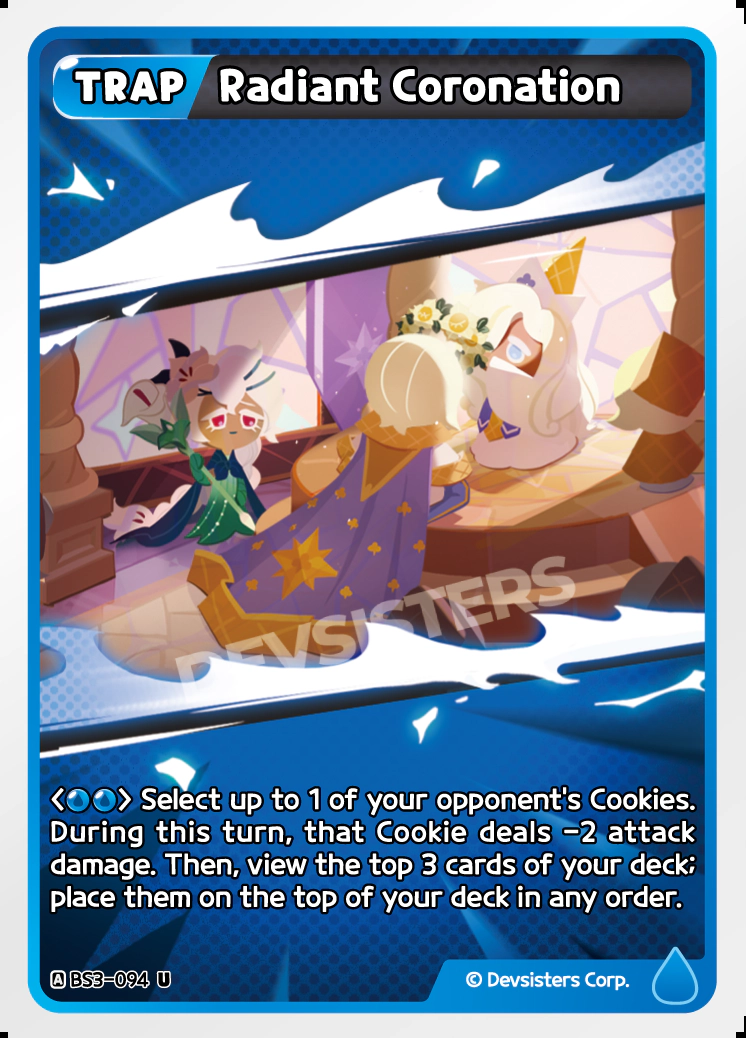 TRAP Radiant Coronation
DEVSISTERS
< > Select up to 1 of your opponent's Cookies.
During this turn, that Cookie deals -2 attack
damage. Then, view the top 3 cards of your deck;
place them on the top of your deck in any order.
A BS3-094 U
© Devsisters Corp.